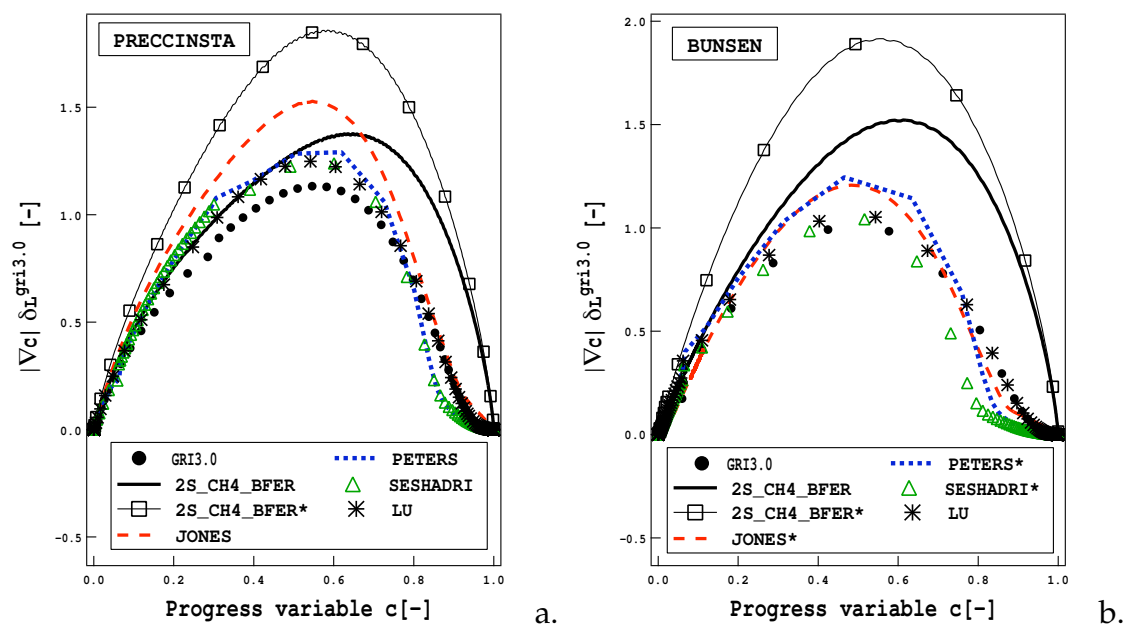 PRECCINSTA
|∇c| δ_L^gri3.0 [-]
1.5
1.0
0.5
0.0
-0.5
GRI3.0
PETERS
2S_CH4_BFER
SESHADRI
2S_CH4_BFER*
LU
JONES
0.0 0.2 0.4 0.6 0.8 1.0
Progress variable c[-]
a.
BUNSEN
|∇c| δ_L^gri3.0 [-]
2.0
1.5
1.0
0.5
0.0
-0.5
GRI3.0
PETERS*
2S_CH4_BFER
SESHADRI*
2S_CH4_BFER*
LU
JONES*
0.0 0.2 0.4 0.6 0.8 1.0
Progress variable c[-]
b.